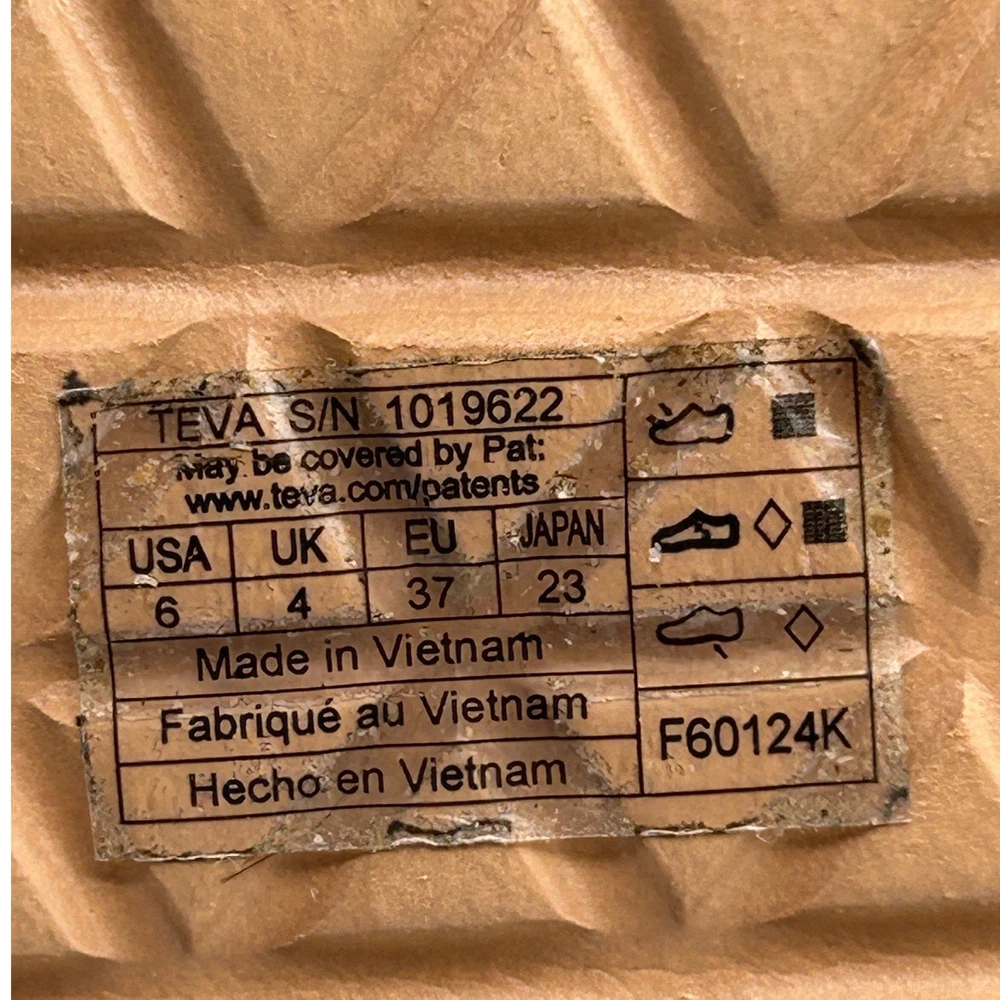 TEVA S/N 1019622
May be covered by Pat:
www.teva.com/patents
USA UK EU JAPAN
6 4 37 23
Made in Vietnam
Fabriqué au Vietnam
Hecho en Vietnam
F60124K